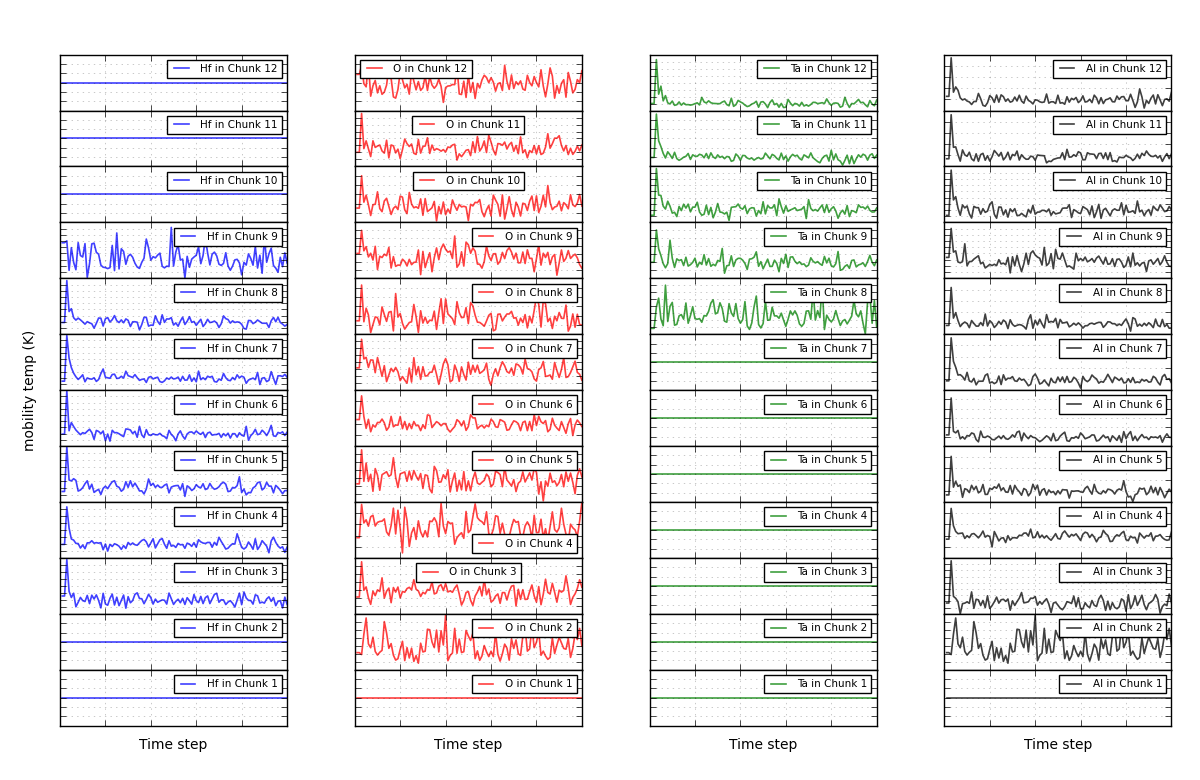 Hf in Chunk 12
Hf in Chunk 11
Hf in Chunk 10
Hf in Chunk 9
Hf in Chunk 8
Hf in Chunk 7
Hf in Chunk 6
Hf in Chunk 5
Hf in Chunk 4
Hf in Chunk 3
Hf in Chunk 2
Hf in Chunk 1
O in Chunk 12
O in Chunk 11
O in Chunk 10
O in Chunk 9
O in Chunk 8
O in Chunk 7
O in Chunk 6
O in Chunk 5
O in Chunk 4
O in Chunk 3
O in Chunk 2
O in Chunk 1
Ta in Chunk 12
Ta in Chunk 11
Ta in Chunk 10
Ta in Chunk 9
Ta in Chunk 8
Ta in Chunk 7
Ta in Chunk 6
Ta in Chunk 5
Ta in Chunk 4
Ta in Chunk 3
Ta in Chunk 2
Ta in Chunk 1
Al in Chunk 12
Al in Chunk 11
Al in Chunk 10
Al in Chunk 9
Al in Chunk 8
Al in Chunk 7
Al in Chunk 6
Al in Chunk 5
Al in Chunk 4
Al in Chunk 3
Al in Chunk 2
Al in Chunk 1
mobility temp (K)
Time step
Time step
Time step
Time step